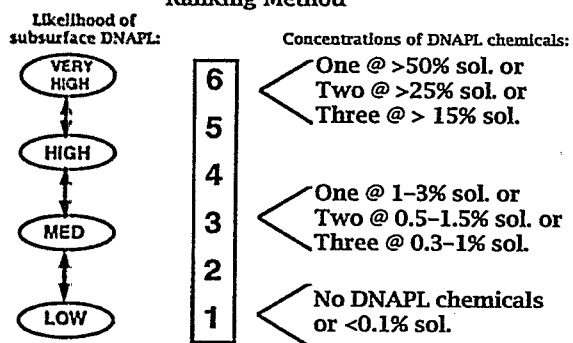 Ranking Method
Likelihood of
subsurface DNAPL:
VERY
HIGH
HIGH
MED
LOW
6
5
4
3
2
1
Concentrations of DNAPL chemicals:
One @ >50% sol. or
Two @ >25% sol. or
Three @ > 15% sol.
One @ 1–3% sol. or
Two @ 0.5–1.5% sol. or
Three @ 0.3–1% sol.
No DNAPL chemicals
or <0.1% sol.